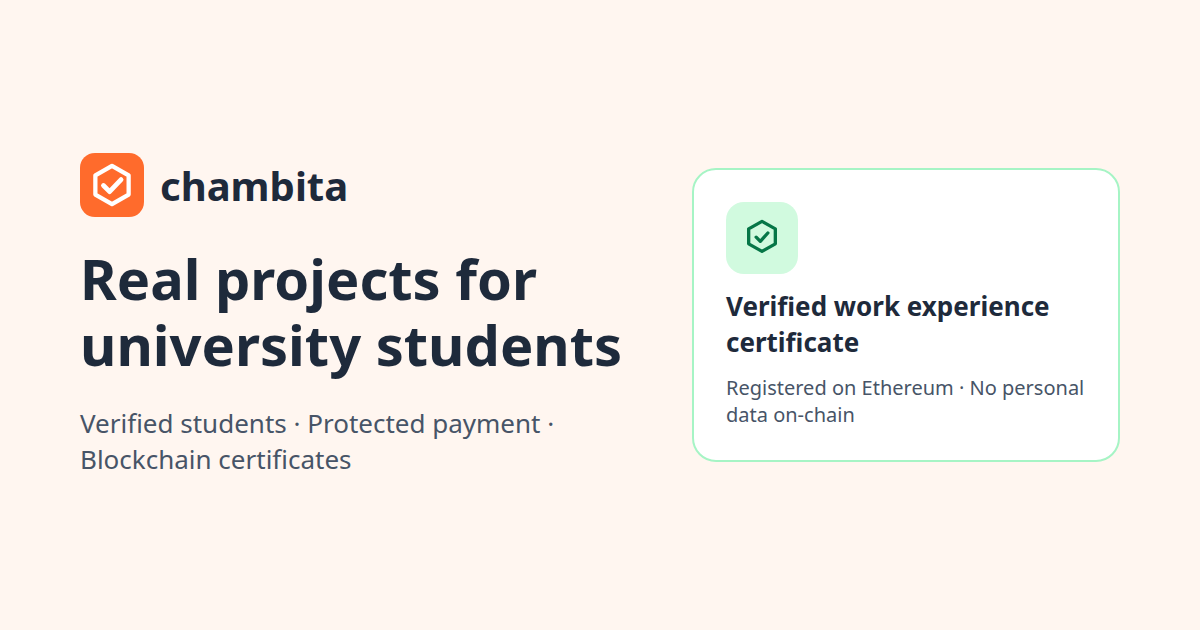 chambita
Real projects for
university students
Verified students · Protected payment ·
Blockchain certificates
Verified work experience
certificate
Registered on Ethereum · No personal
data on-chain